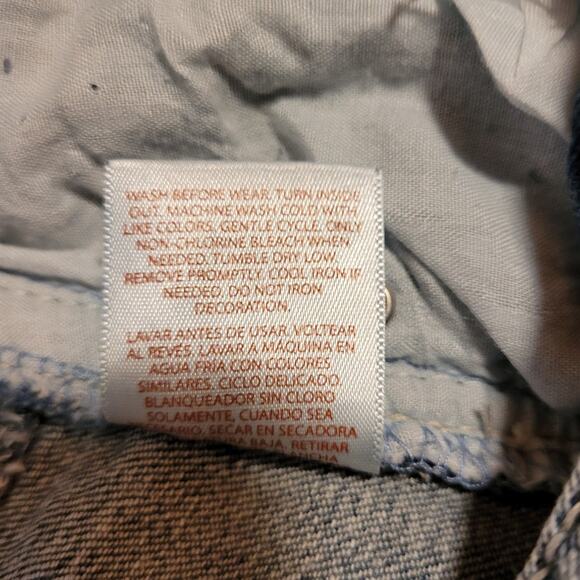 WASH BEFORE WEAR. TURN INSIDE
OUT. MACHINE WASH COLD WITH
LIKE COLORS. GENTLE CYCLE. ONLY
NON-CHLORINE BLEACH WHEN
NEEDED. TUMBLE DRY LOW.
REMOVE PROMPTLY. COOL IRON IF
NEEDED. DO NOT IRON
DECORATION.
LAVAR ANTES DE USAR. VOLTEAR
AL REVES. LAVAR A MÁQUINA EN
AGUA FRÍA CON COLORES
SIMILARES. CICLO DELICADO.
BLANQUEADOR SIN CLORO
SOLAMENTE, CUANDO SEA
SECAR EN SECADORA
BAJA. RETIRAR